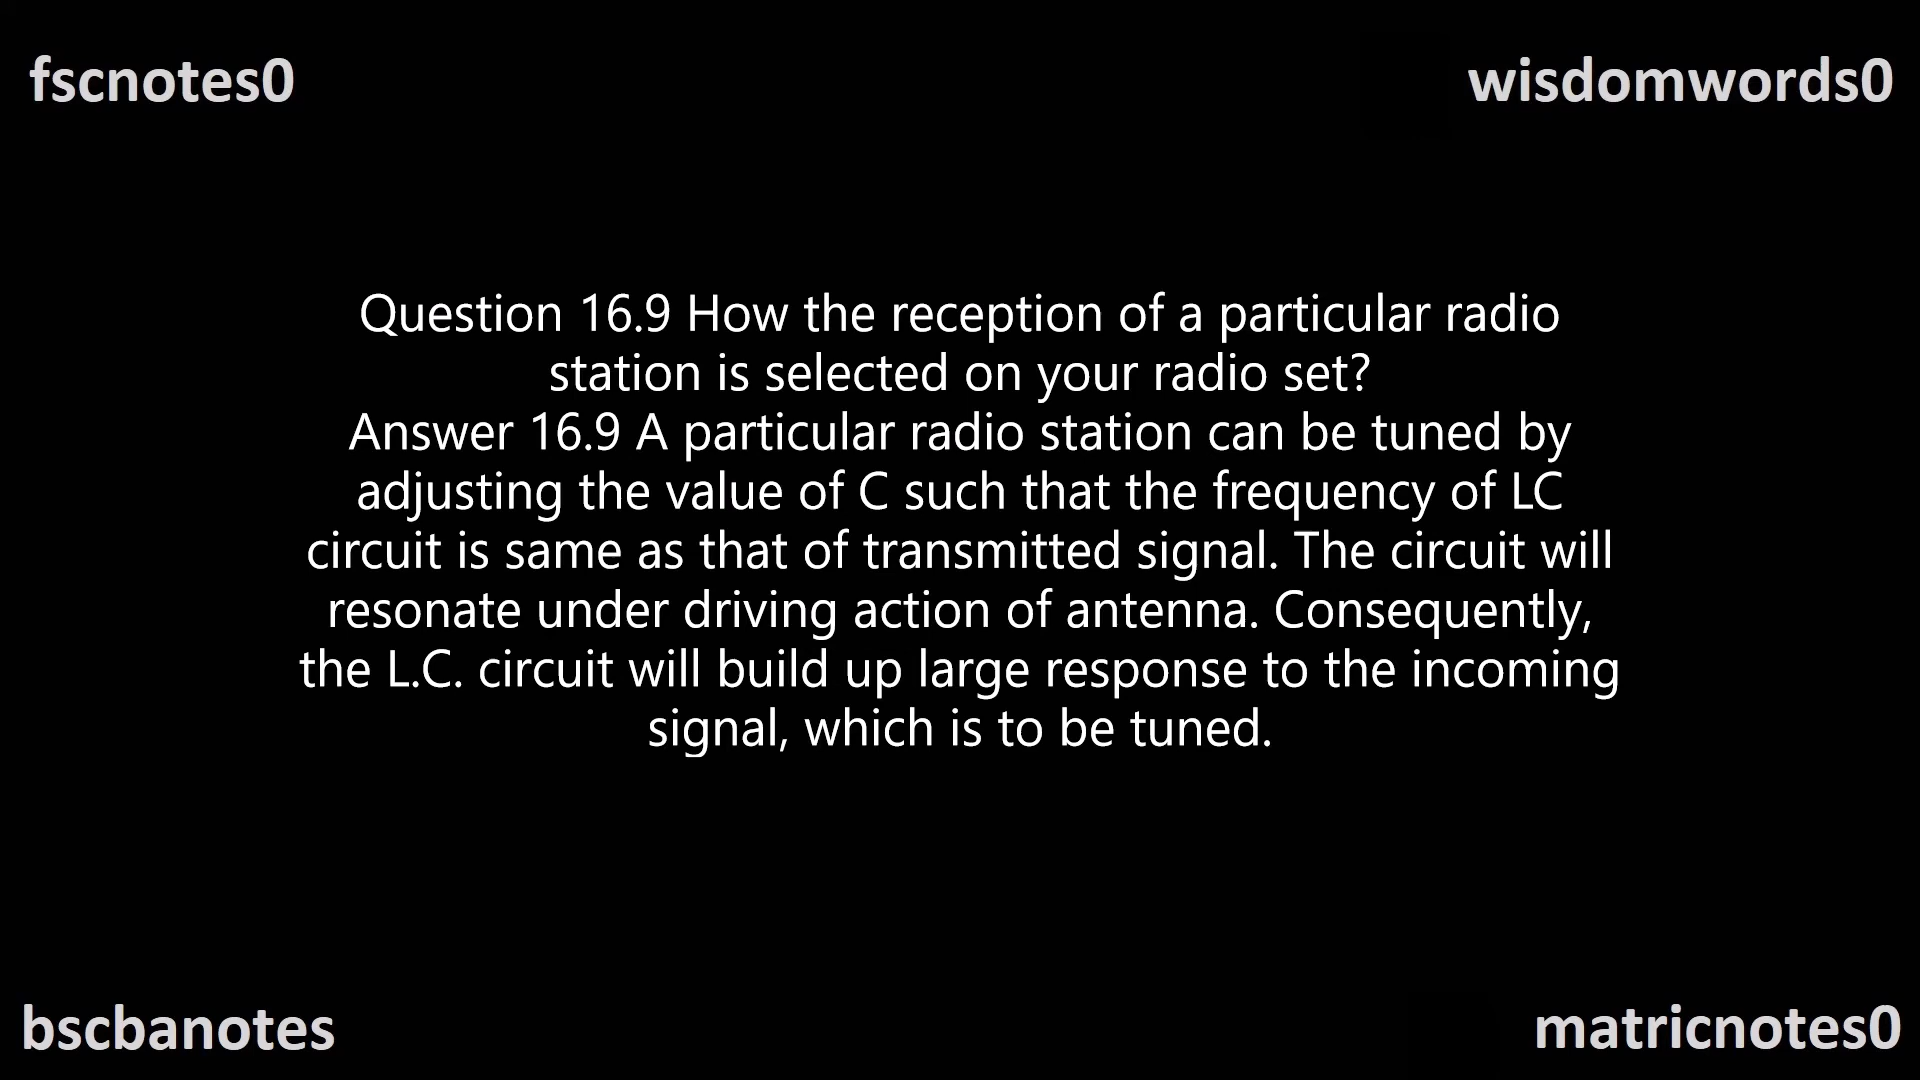 fscnotes0
wisdomwords0
Question 16.9 How the reception of a particular radio
station is selected on your radio set?
Answer 16.9 A particular radio station can be tuned by
adjusting the value of C such that the frequency of LC
circuit is same as that of transmitted signal. The circuit will
resonate under driving action of antenna. Consequently,
the L.C. circuit will build up large response to the incoming
signal, which is to be tuned.
bscbanotes
matricnotes0